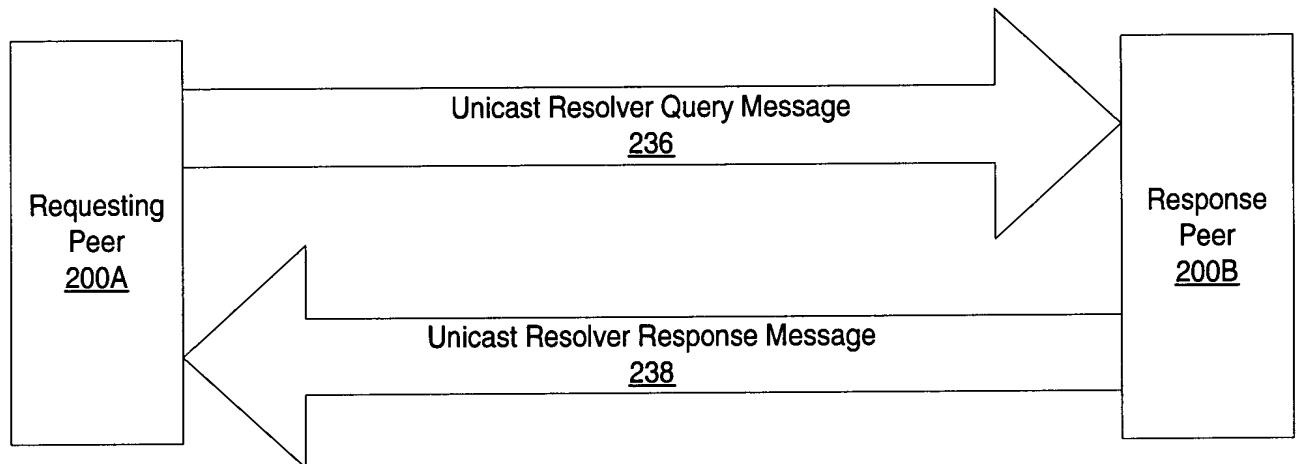 Unicast Resolver Query Message
236
Requesting
Peer
200A
Response
Peer
200B
Unicast Resolver Response Message
238